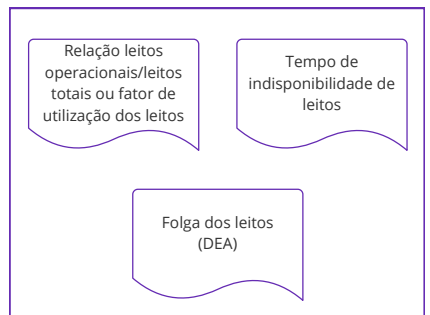 Relação leitos
operacionais/leitos
totais ou fator de
utilização dos leitos
Tempo de
indisponibilidade de
leitos
Folga dos leitos
(DEA)